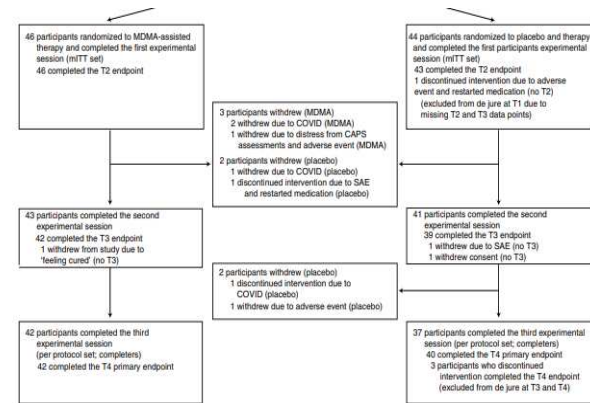 46 participants randomized to MDMA-assisted
therapy and completed the first experimental
session (mITT set)
46 completed the T2 endpoint
44 participants randomized to placebo and therapy
and completed the first participants experimental
session (mITT set)
43 completed the T2 endpoint
1 discontinued intervention due to adverse
event and restarted medication (no T2)
(excluded from de jure at T1 due to
missing T2 and T3 data points)
3 participants withdrew (MDMA)
2 withdrew due to COVID (MDMA)
1 withdrew due to distress from CAPS
assessments and adverse event (MDMA)
2 participants withdrew (placebo)
1 withdrew due to COVID (placebo)
1 discontinued intervention due to SAE
and restarted medication (placebo)
43 participants completed the second
experimental session
42 completed the T3 endpoint
1 withdrew from study due to
'feeling cured' (no T3)
41 participants completed the second
experimental session
39 completed the T3 endpoint
1 withdrew due to SAE (no T3)
1 withdrew consent (no T3)
2 participants withdrew (placebo)
1 discontinued intervention due to
COVID (placebo)
1 withdrew due to adverse event (placebo)
42 participants completed the third
experimental session
(per protocol set; completers)
42 completed the T4 primary endpoint
37 participants completed the third experimental
session (per protocol set; completers)
40 completed the T4 primary endpoint
3 participants who discontinued
intervention completed the T4 endpoint
(excluded from de jure at T3 and T4)